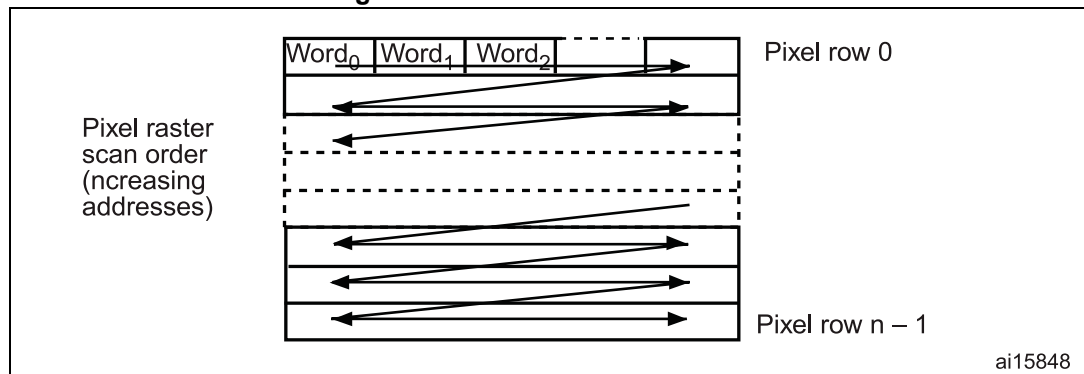 Word0 Word1 Word2
Pixel row 0
Pixel raster
scan order
(ncreasing
addresses)
Pixel row n – 1
ai15848